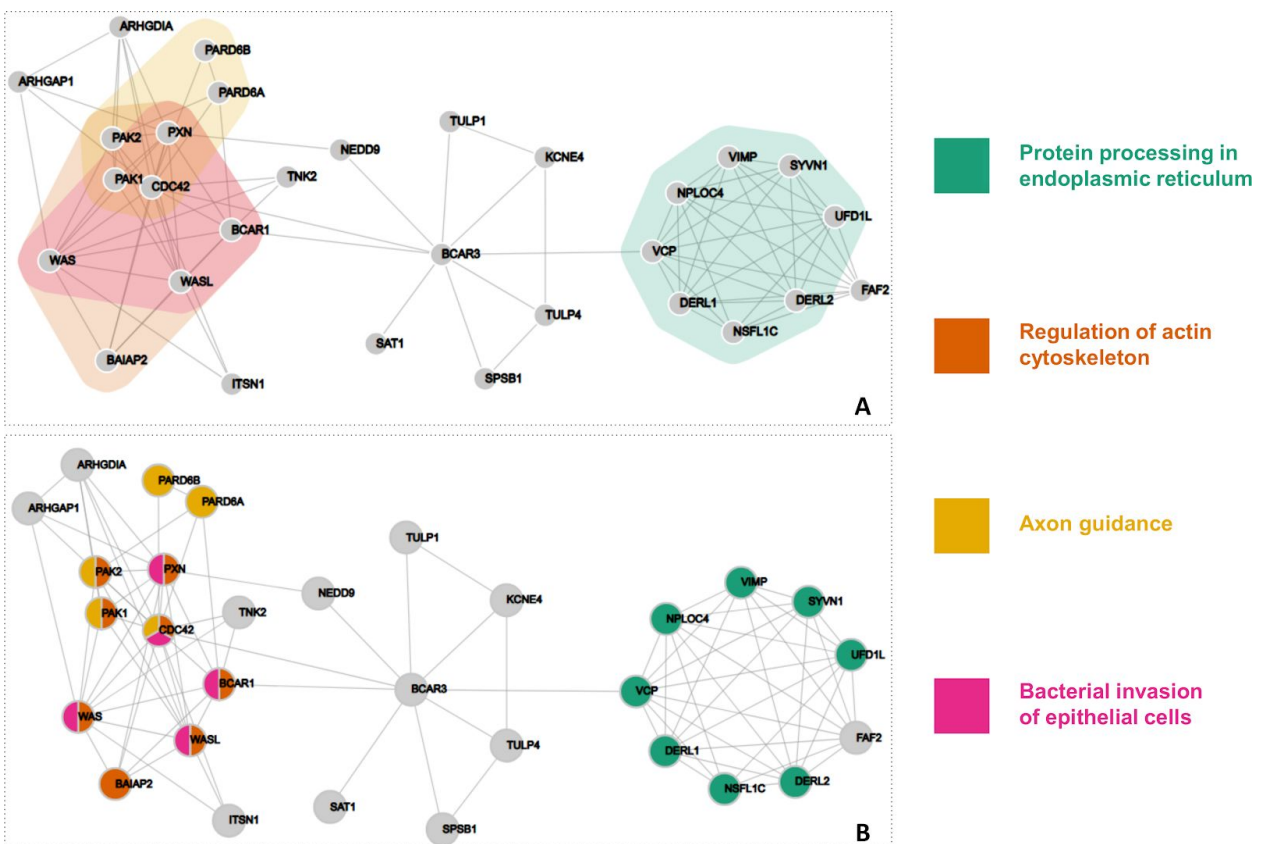 ARHGDIA
PARD6B
ARHGAP1
PARD6A
PAK2
PXN
NEDD9
TULP1
KCNE4
VIMP
SYVN1
PAK1
CDC42
TNK2
NPLOC4
UFD1L
BCAR1
BCAR3
VCP
WAS
WASL
DERL1
DERL2
FAF2
TULP4
NSFL1C
SAT1
BAIAP2
ITSN1
SPSB1
A
ARHGDIA
PARD6B
PARD6A
ARHGAP1
TULP1
PAK2
PXN
NEDD9
KCNE4
VIMP
SYVN1
PAK1
CDC42
TNK2
NPLOC4
UFD1L
BCAR1
BCAR3
VCP
WAS
WASL
TULP4
DERL1
FAF2
BAIAP2
NSFL1C
DERL2
SAT1
ITSN1
SPSB1
B
Protein processing in
endoplasmic reticulum
Regulation of actin
cytoskeleton
Axon guidance
Bacterial invasion
of epithelial cells